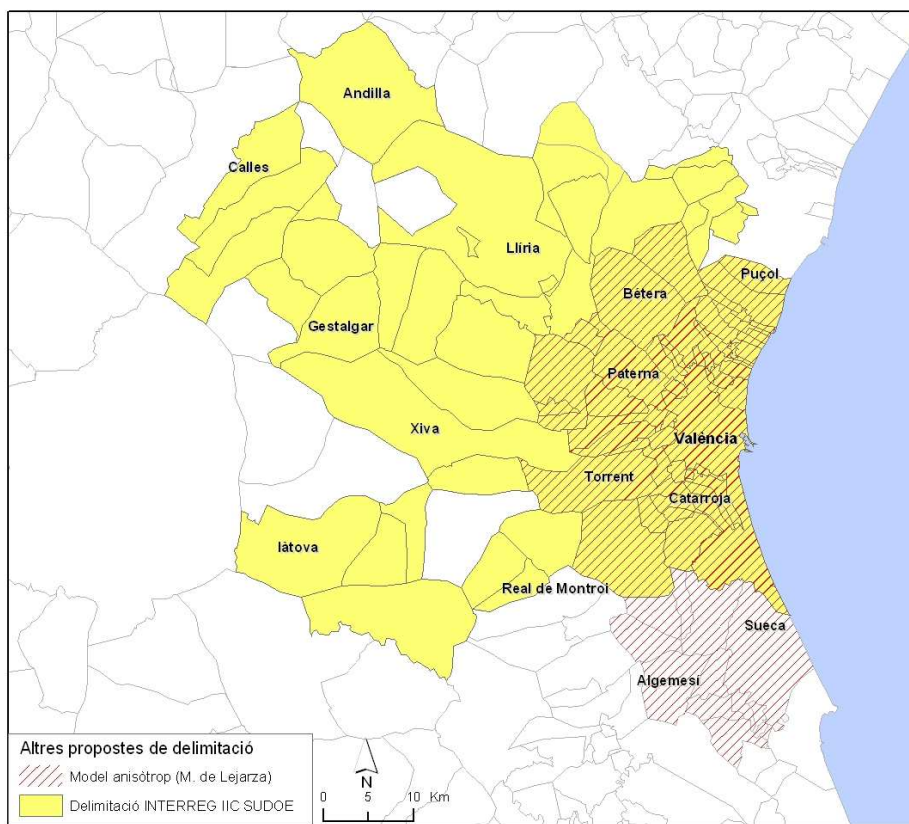 Andilla
Calles
Llíria
Puçol
Bétera
Gestalgar
Paterna
Xiva
València
Torrent
Catarroja
Iàtova
Real de Montroi
Sueca
Algemesí
Altres propostes de delimitació
Model anisòtrop (M. de Lejarza)
Delimitació INTERREG IIC SUDOE
N
0 5 10 Km